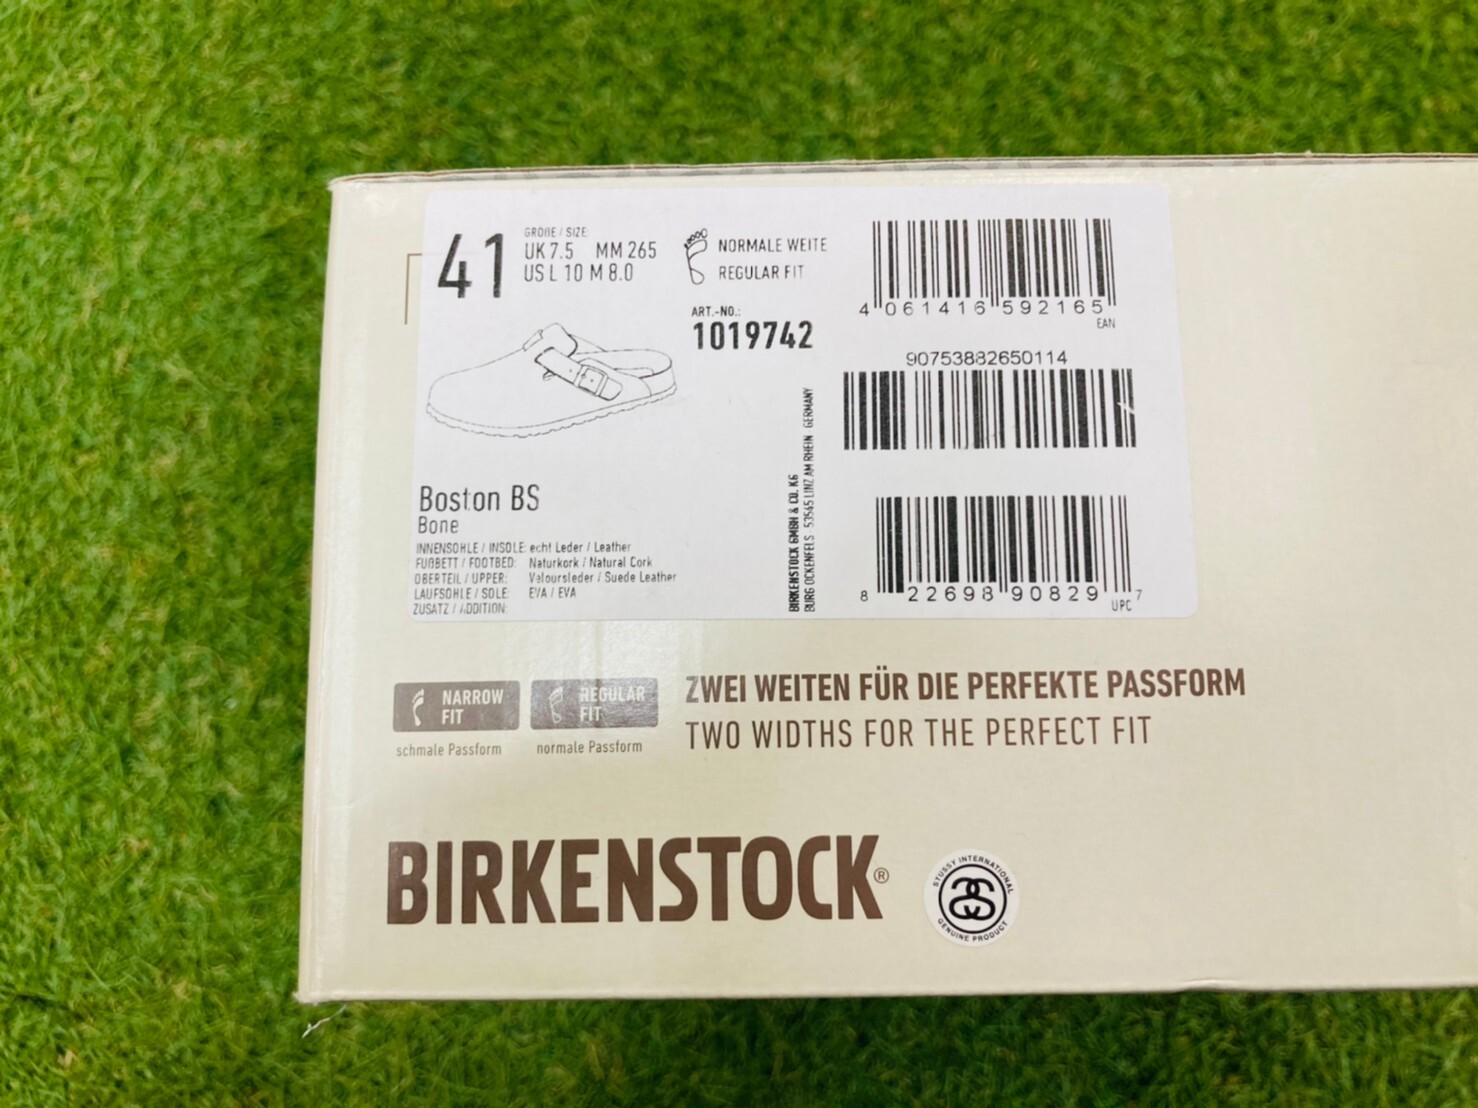 41
GRÖßE / SIZE:
UK 7.5 MM 265
US L 10 M 8.0
NORMALE WEITE
REGULAR FIT
ART.-NO.:
1019742
4 061416 592165
EAN
90753882650114
Boston BS
Bone
INNENSOHLE / INSOLE: echt Leder / Leather
FUßBETT / FOOTBED: Naturkork / Natural Cork
OBERTEIL / UPPER: Veloursleder / Suede Leather
LAUFSOHLE / SOLE: EVA / EVA
ZUSATZ / ADDITION:
BIRKENSTOCK GMBH & CO. KG
BURG OCKENFELS 53545 LINZ AM RHEIN GERMANY
8 22698 90829 7
UPC
NARROW
FIT
schmale Passform
REGULAR
FIT
normale Passform
ZWEI WEITEN FÜR DIE PERFEKTE PASSFORM
TWO WIDTHS FOR THE PERFECT FIT
BIRKENSTOCK®
STUSSY INTERNATIONAL
GENUINE PRODUCT